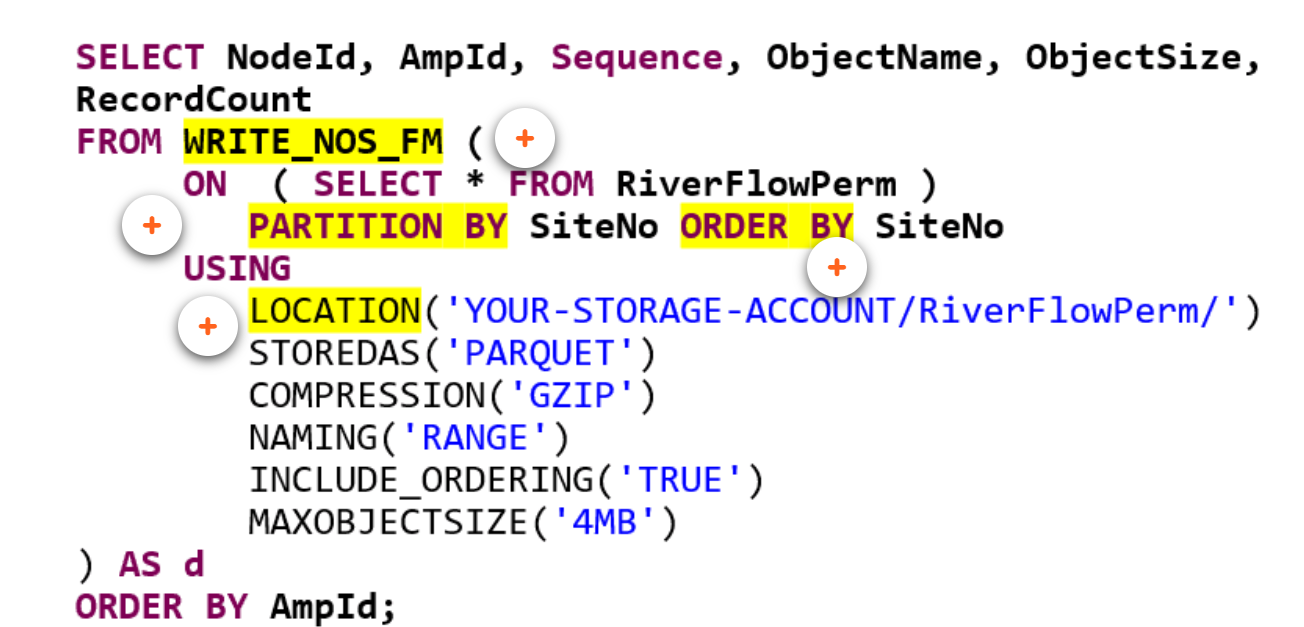 SELECT NodeId, AmpId, Sequence, ObjectName, ObjectSize,
RecordCount
FROM WRITE_NOS_FM (
ON ( SELECT * FROM RiverFlowPerm )
PARTITION BY SiteNo ORDER BY SiteNo
USING
LOCATION('YOUR-STORAGE-ACCOUNT/RiverFlowPerm/')
STOREDAS('PARQUET')
COMPRESSION('GZIP')
NAMING('RANGE')
INCLUDE_ORDERING('TRUE')
MAXOBJECTSIZE('4MB')
) AS d
ORDER BY AmpId;